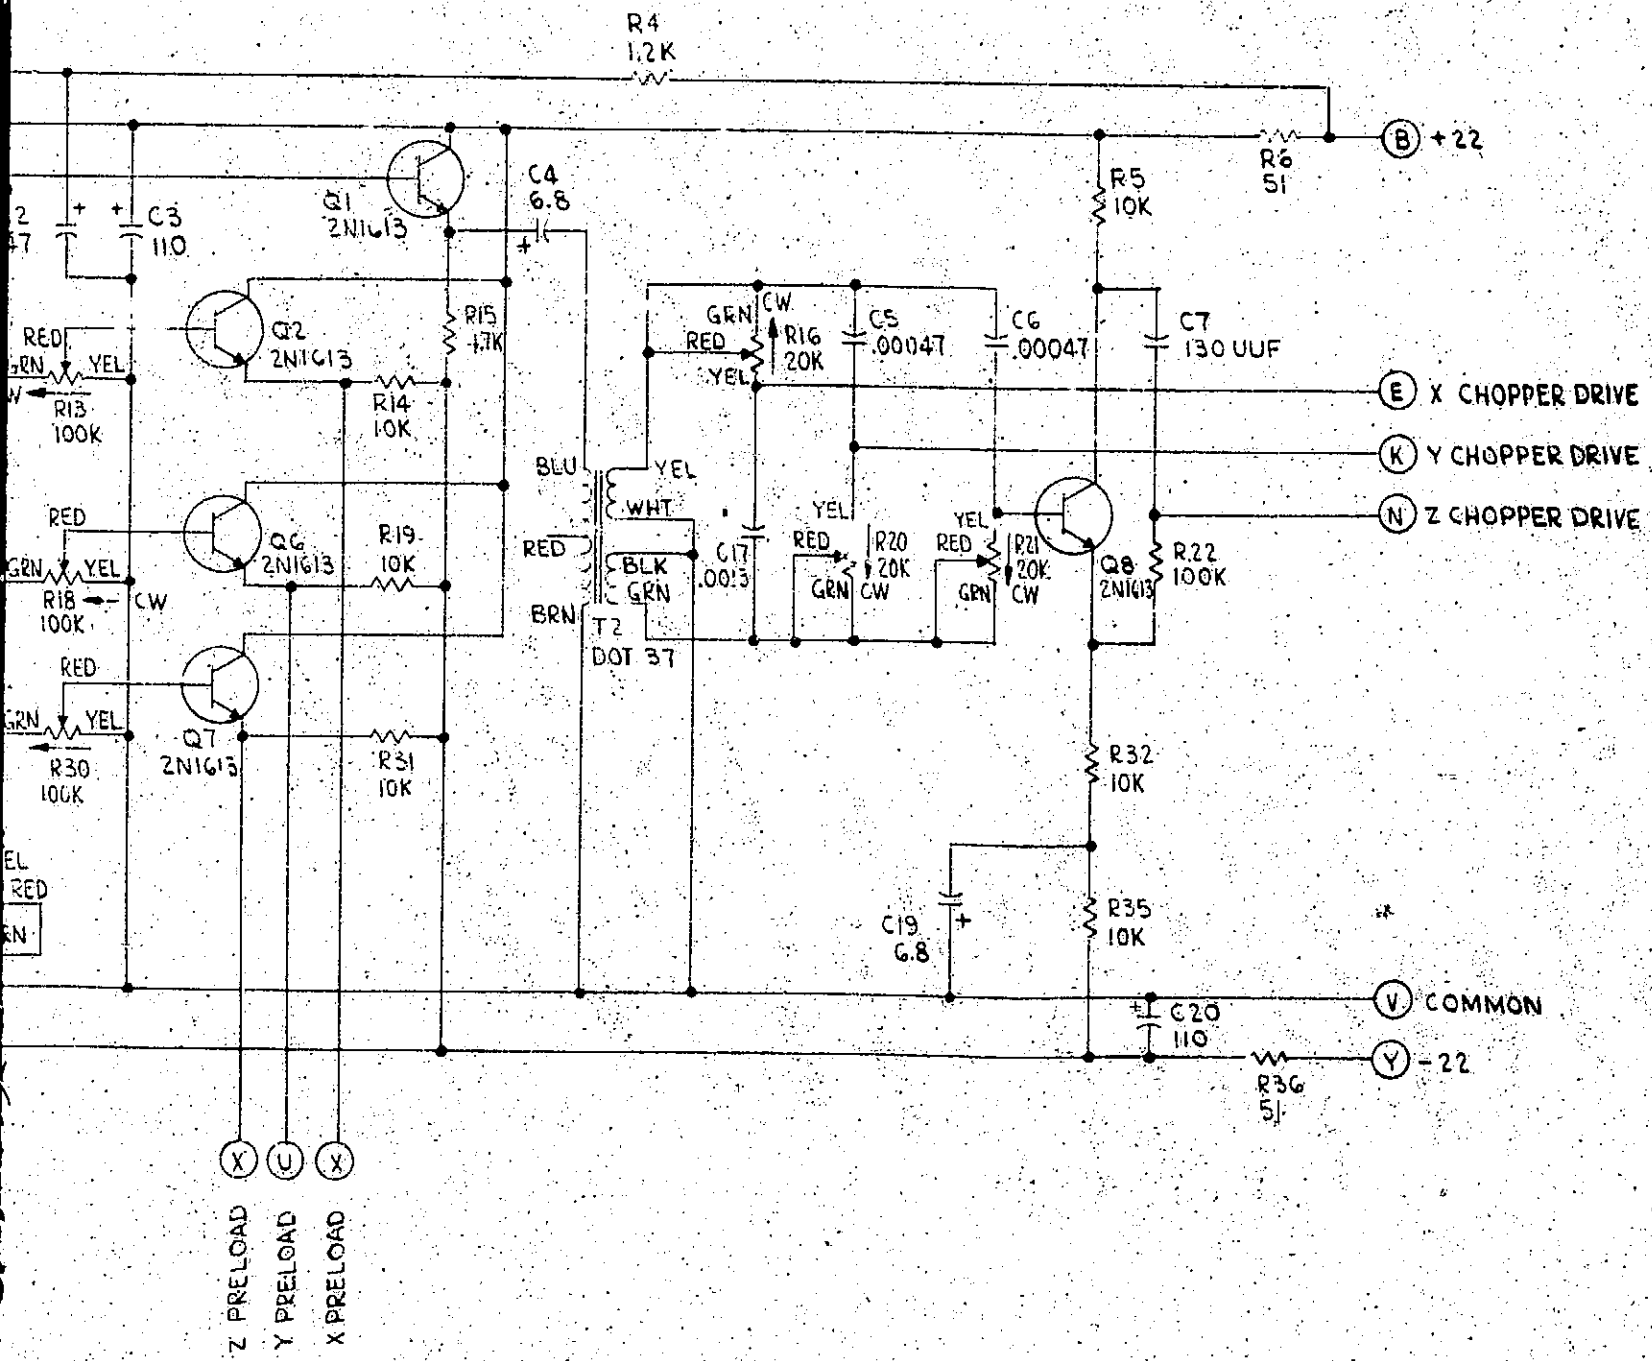 R4
1.2K
B +22
R6
51
R5
10K
C4
6.8
+
Q1
2N1613
2
47
+
+
C3
110
RED
GRN
YEL
R13
100K
Q2
2N1613
R14
10K
R15
GRN
CW
RED
R16
20K
YEL
C5
.00047
C6
.00047
C7
130 UUF
E X CHOPPER DRIVE
K Y CHOPPER DRIVE
N Z CHOPPER DRIVE
BLU
YEL
WHT
RED
BLK
GRN
BRN
T2
DOT 37
C17
YEL
RED
R20
20K
GRN
CW
YEL
RED
R21
20K
GRN
CW
Q8
2N1613
R22
100K
RED
GRN
YEL
R18
CW
100K
Q6
2N1613
R19
10K
RED
GRN
YEL
R30
100K
Q7
2N1613
R31
10K
R32
10K
EL
RED
C19
+
6.8
R35
10K
V COMMON
+
C20
110
Y -22
R36
51
X
U
X
Z PRELOAD
Y PRELOAD
X PRELOAD